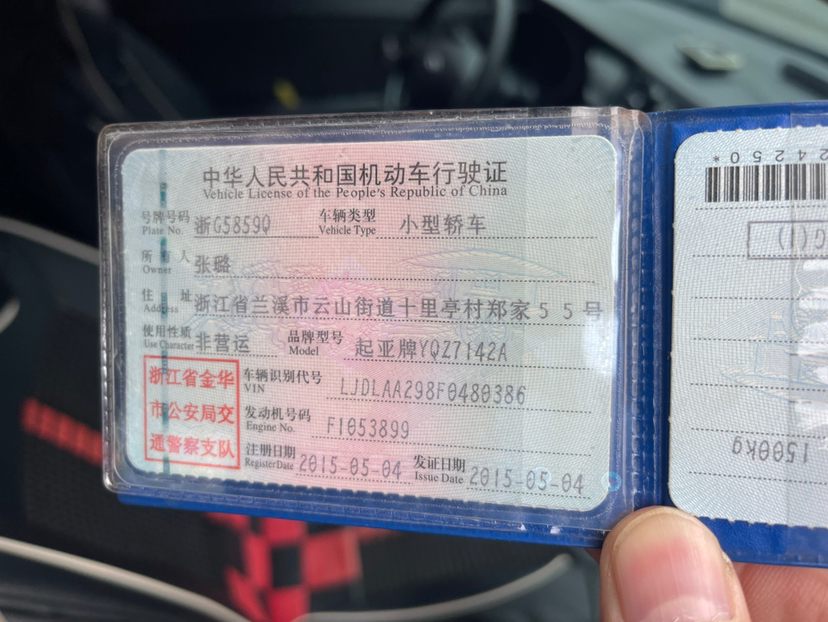 中华人民共和国机动车行驶证
Vehicle License of the People's Republic of China
号牌号码 Plate No. 浙G5859Q 车辆类型 Vehicle Type 小型轿车
所有人 Owner 张璐
住址 Address 浙江省兰溪市云山街道十里亭村郑家55号
使用性质 Use Character 非营运 品牌型号 Model 起亚牌YQZ7142A
车辆识别代号 VIN LJDLAA298F0480386
发动机号码 Engine No. F1053899
注册日期 Register Date 2015-05-04 发证日期 Issue Date 2015-05-04
浙江省金华
市公安局交
通警察支队
24250*
G(1)
1500kg